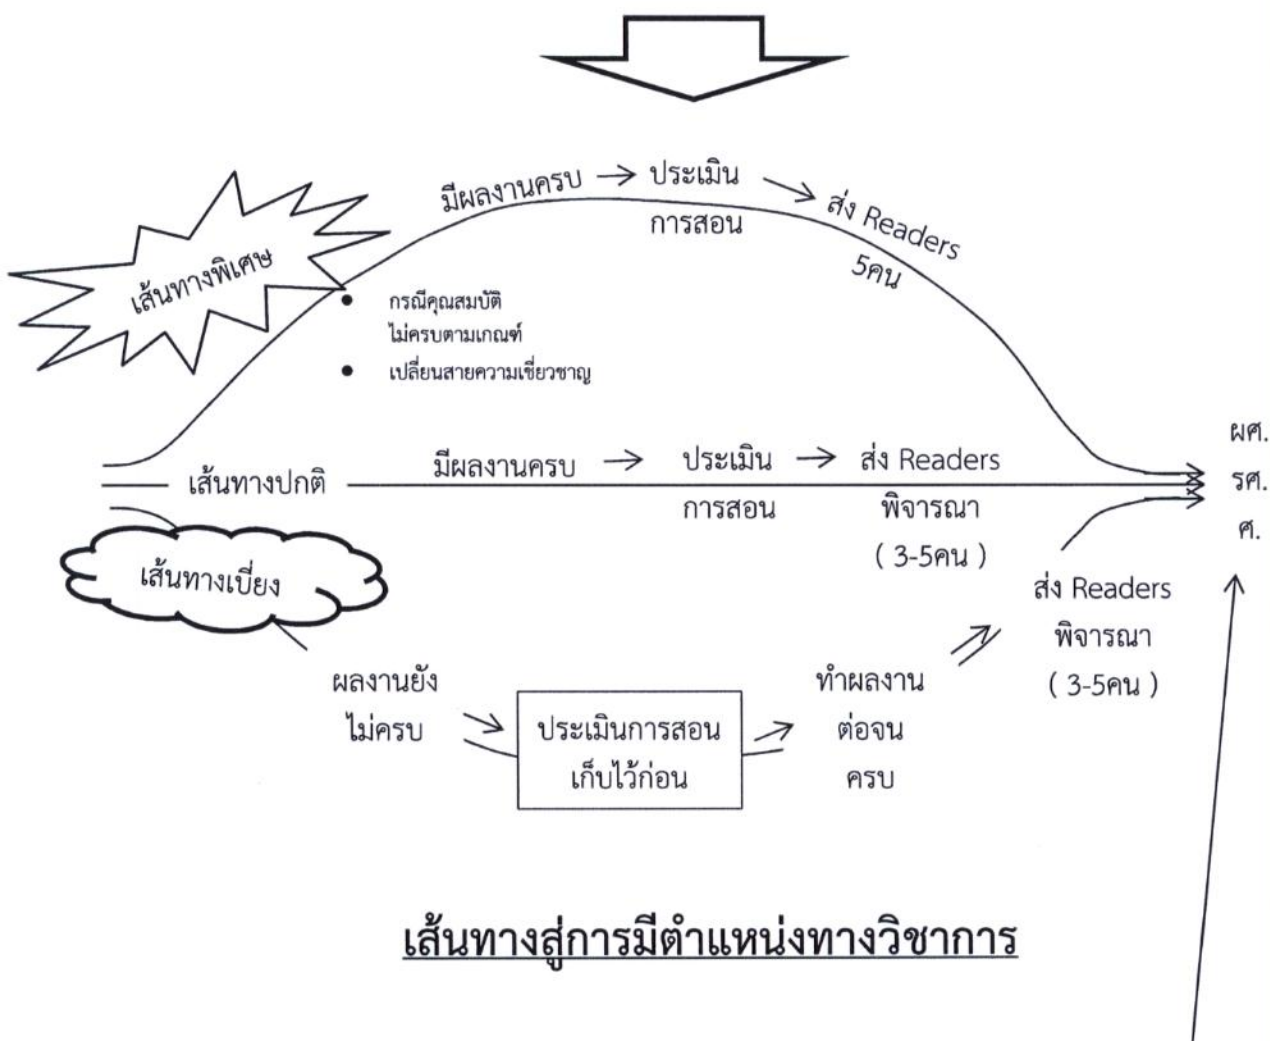 มีผลงานครบ
ประเมิน
การสอน
ส่ง Readers
5คน
เส้นทางพิเศษ
กรณีคุณสมบัติ
ไม่ครบตามเกณฑ์
เปลี่ยนสายความเชี่ยวชาญ
เส้นทางปกติ
มีผลงานครบ
ประเมิน
การสอน
ส่ง Readers
พิจารณา
( 3-5คน )
ผศ.
รศ.
ศ.
เส้นทางเบี่ยง
ผลงานยัง
ไม่ครบ
ประเมินการสอน
เก็บไว้ก่อน
ทำผลงาน
ต่อจน
ครบ
ส่ง Readers
พิจารณา
( 3-5คน )
เส้นทางสู่การมีตำแหน่งทางวิชาการ